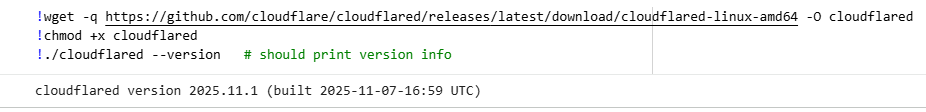 !wget -q https://github.com/cloudflare/cloudflared/releases/latest/download/cloudflared-linux-amd64 -O cloudflared
!chmod +x cloudflared
!./cloudflared --version   # should print version info
cloudflared version 2025.11.1 (built 2025-11-07-16:59 UTC)